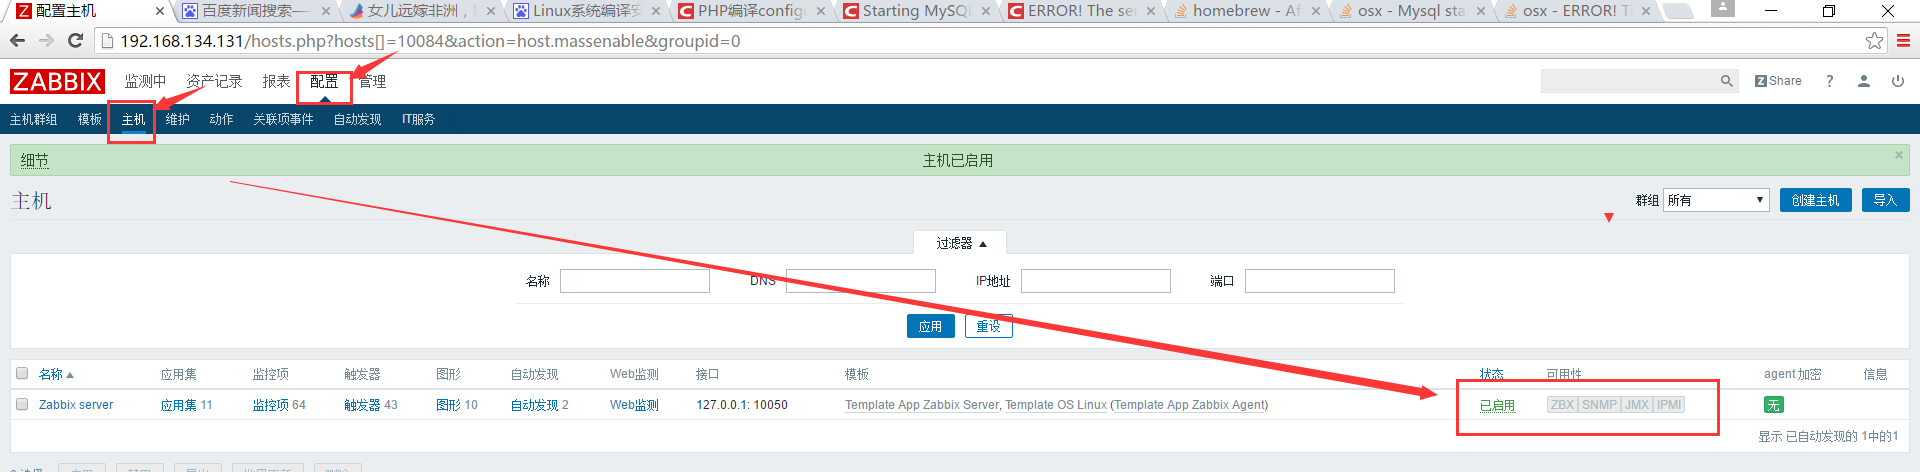 配置主机
百度新闻搜索—
女儿远嫁非洲，
Linux系统编译安
PHP编译configu
Starting MySQL
ERROR! The ser
homebrew - Af
osx - Mysql sta
osx - ERROR! T
192.168.134.131/hosts.php?hosts[]=10084&action=host.massenable&groupid=0
ZABBIX 监测中 资产记录 报表 配置 管理 Z Share ?
主机群组 模板 主机 维护 动作 关联项事件 自动发现 IT服务
细节 主机已启用 ×
主机 群组 所有 创建主机 导入
过滤器
名称 DNS IP地址 端口
应用 重设
名称 应用集 监控项 触发器 图形 自动发现 Web监测 接口 模板 状态 可用性 agent 加密 信息
Zabbix server 应用集 11 监控项 64 触发器 43 图形 10 自动发现 2 Web监测 127.0.0.1: 10050 Template App Zabbix Server, Template OS Linux (Template App Zabbix Agent) 已启用 ZBX SNMP JMX IPMI 无
显示 已自动发现的 1中的1